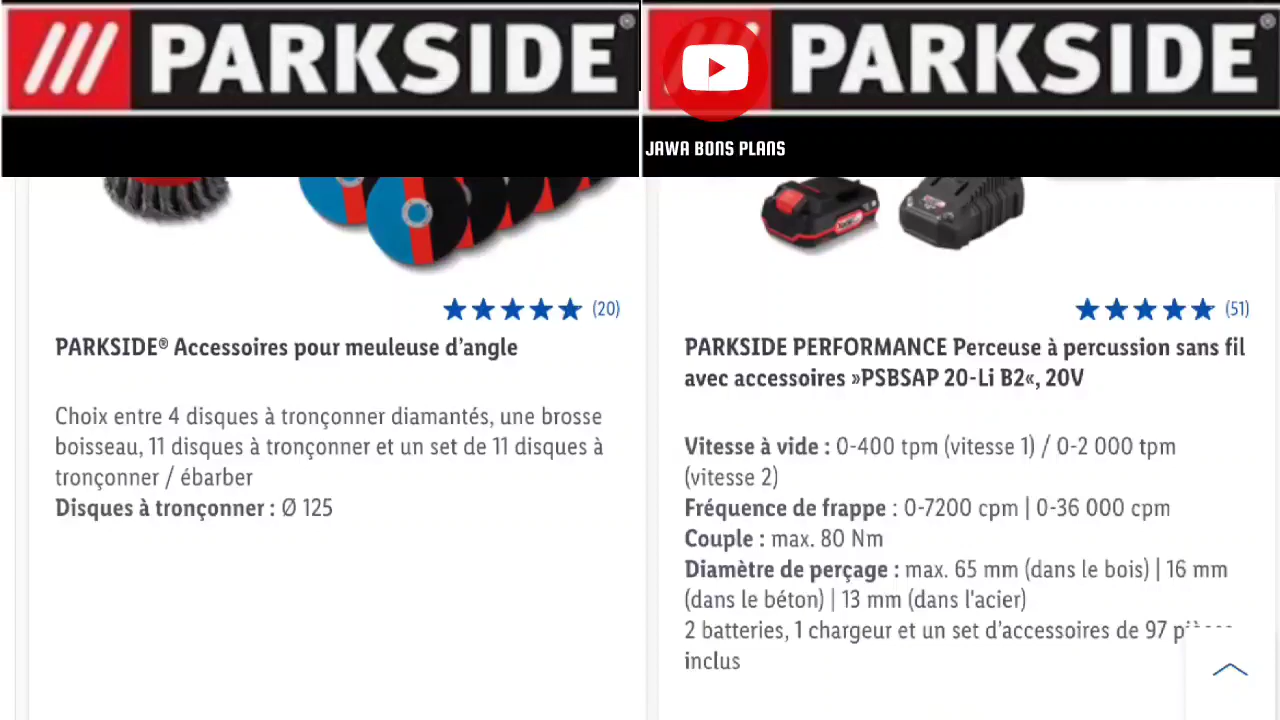 PARKSIDE®
PARKSIDE®
JAWA BONS PLANS
(20)
PARKSIDE® Accessoires pour meuleuse d’angle
Choix entre 4 disques à tronçonner diamantés, une brosse
boisseau, 11 disques à tronçonner et un set de 11 disques à
tronçonner / ébarber
Disques à tronçonner : Ø 125
(51)
PARKSIDE PERFORMANCE Perceuse à percussion sans fil
avec accessoires »PSBSAP 20-Li B2«, 20V
Vitesse à vide : 0-400 tpm (vitesse 1) / 0-2 000 tpm
(vitesse 2)
Fréquence de frappe : 0-7200 cpm | 0-36 000 cpm
Couple : max. 80 Nm
Diamètre de perçage : max. 65 mm (dans le bois) | 16 mm
(dans le béton) | 13 mm (dans l'acier)
2 batteries, 1 chargeur et un set d’accessoires de 97
inclus